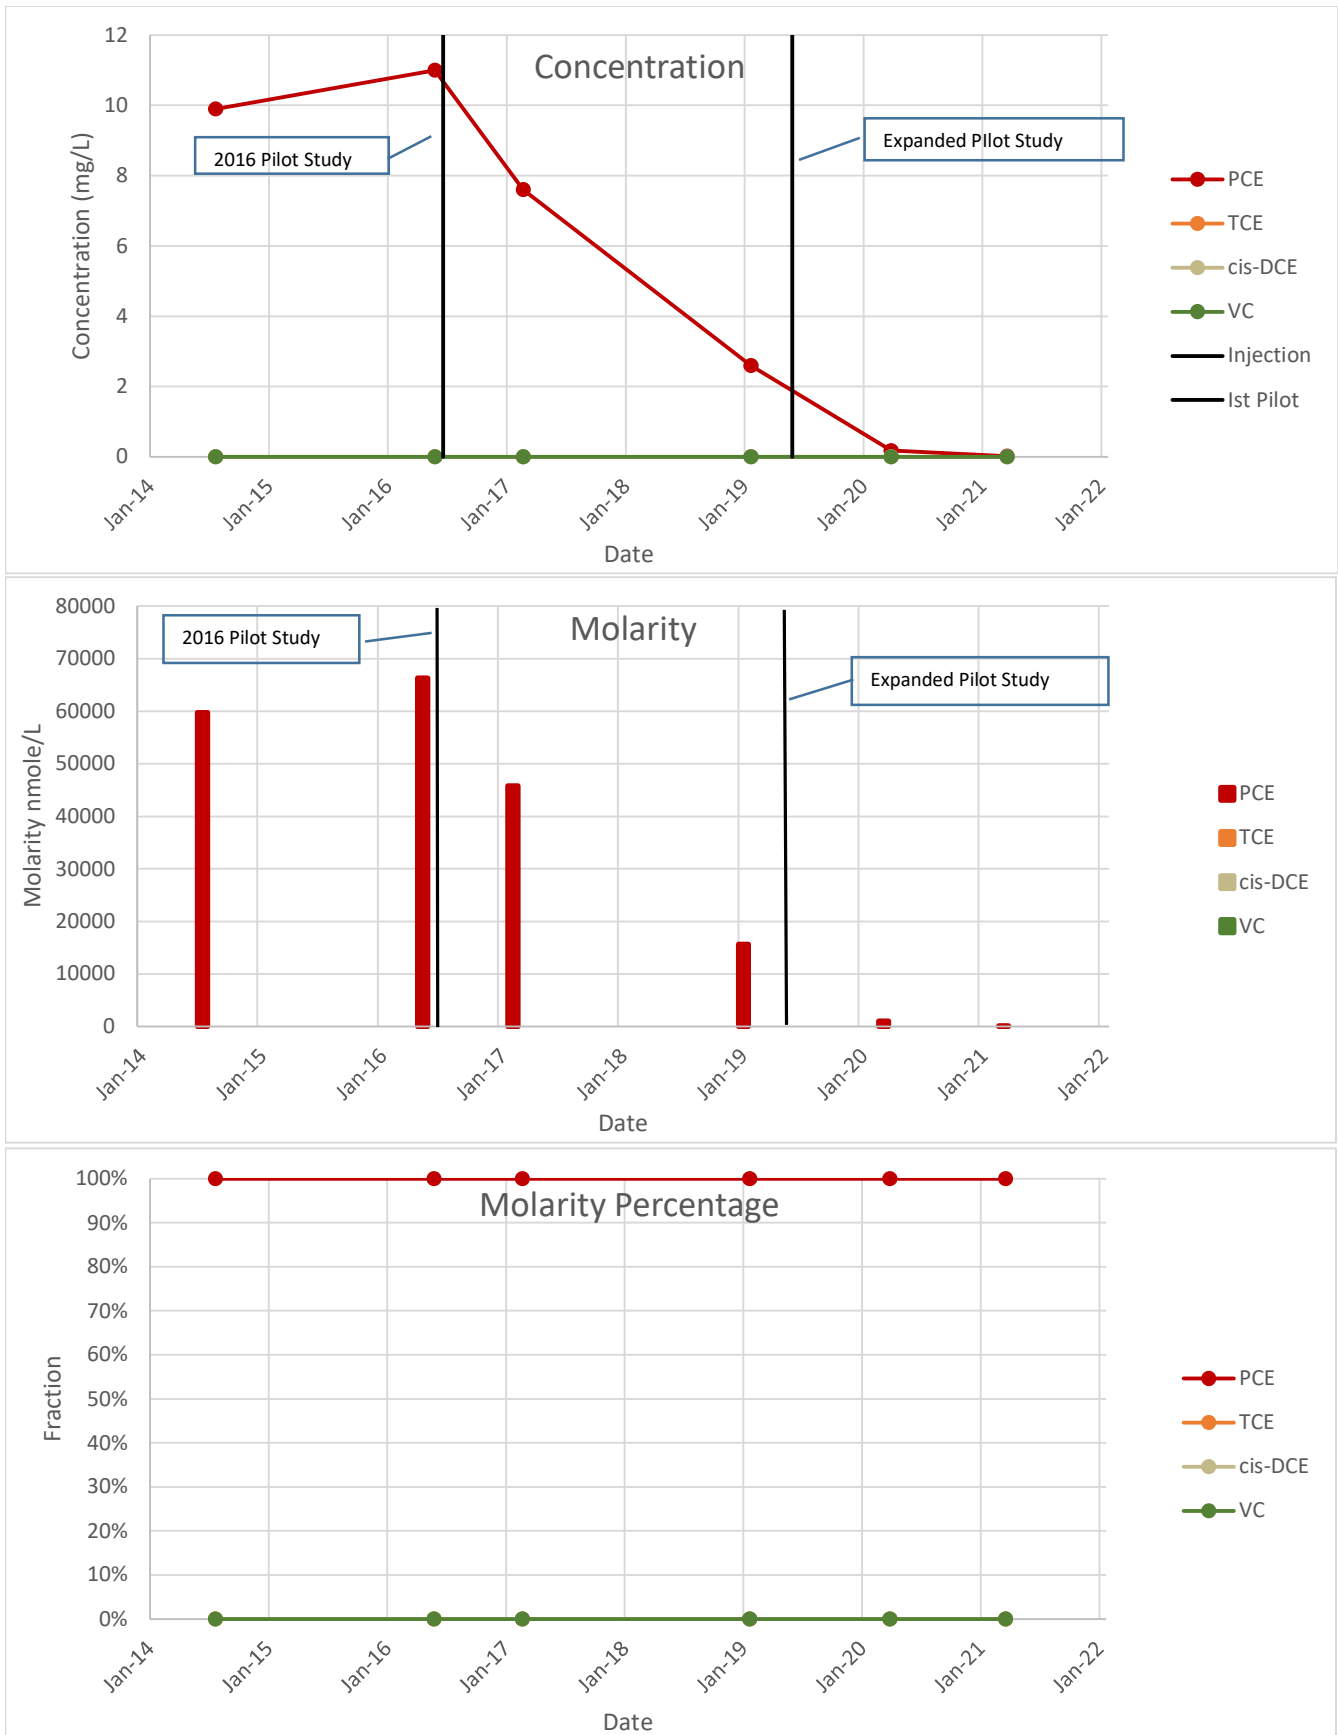 Concentration
12
10
8
6
4
2
0
Concentration (mg/L)
2016 Pilot Study
Expanded PIlot Study
Jan-14
Jan-15
Jan-16
Jan-17
Jan-18
Jan-19
Jan-20
Jan-21
Jan-22
Date
PCE
TCE
cis-DCE
VC
Injection
Ist Pilot
Molarity
80000
70000
60000
50000
40000
30000
20000
10000
0
Molarity nmole/L
2016 Pilot Study
Expanded Pilot Study
Jan-14
Jan-15
Jan-16
Jan-17
Jan-18
Jan-19
Jan-20
Jan-21
Jan-22
Date
PCE
TCE
cis-DCE
VC
Molarity Percentage
100%
90%
80%
70%
60%
50%
40%
30%
20%
10%
0%
Fraction
Jan-14
Jan-15
Jan-16
Jan-17
Jan-18
Jan-19
Jan-20
Jan-21
Jan-22
Date
PCE
TCE
cis-DCE
VC